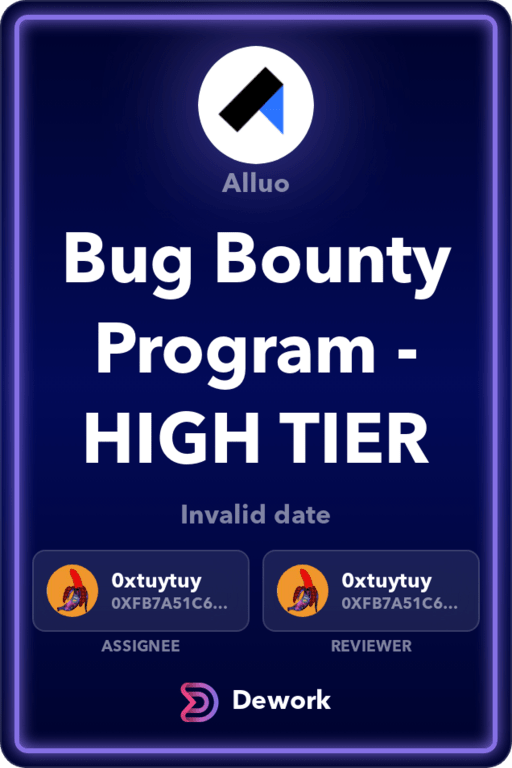 Alluo
Bug Bounty
Program -
HIGH TIER
Invalid date
0xtuytuy
0XFB7A51C6...
ASSIGNEE
0xtuytuy
0XFB7A51C6...
REVIEWER
Dework